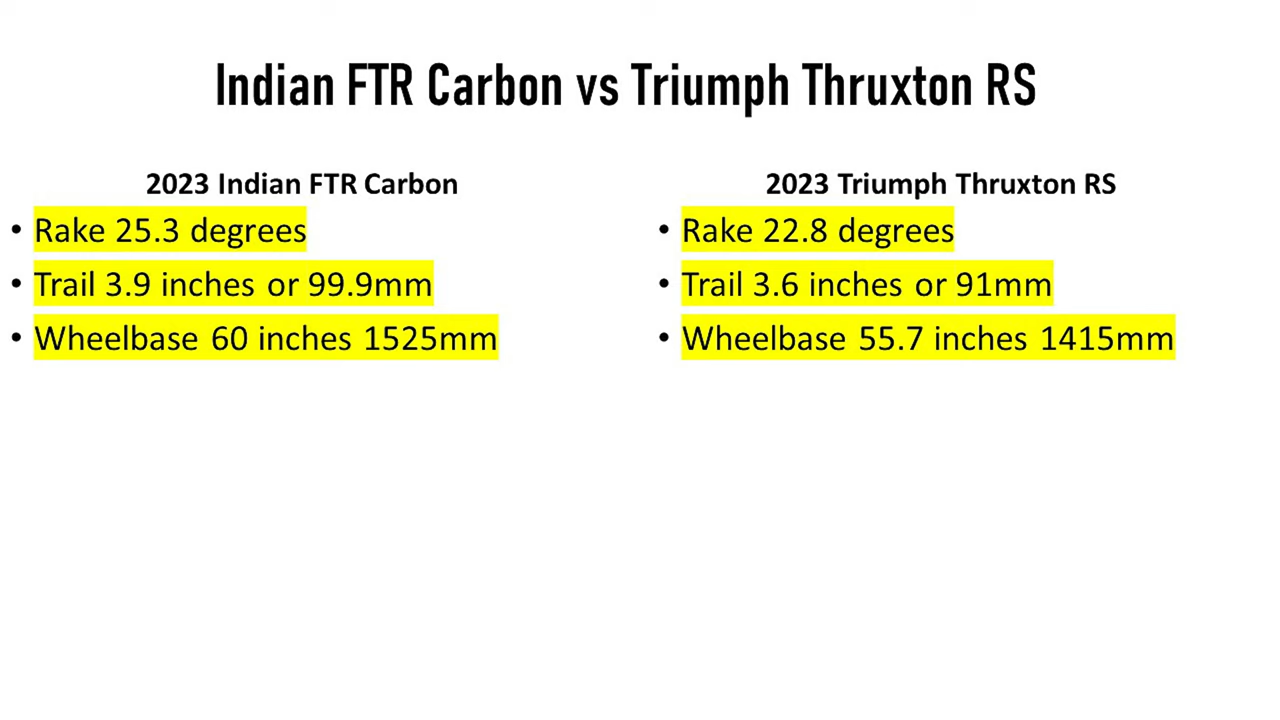 Indian FTR Carbon vs Triumph Thruxton RS
2023 Indian FTR Carbon
• Rake 25.3 degrees
• Trail 3.9 inches or 99.9mm
• Wheelbase 60 inches 1525mm
2023 Triumph Thruxton RS
• Rake 22.8 degrees
• Trail 3.6 inches or 91mm
• Wheelbase 55.7 inches 1415mm